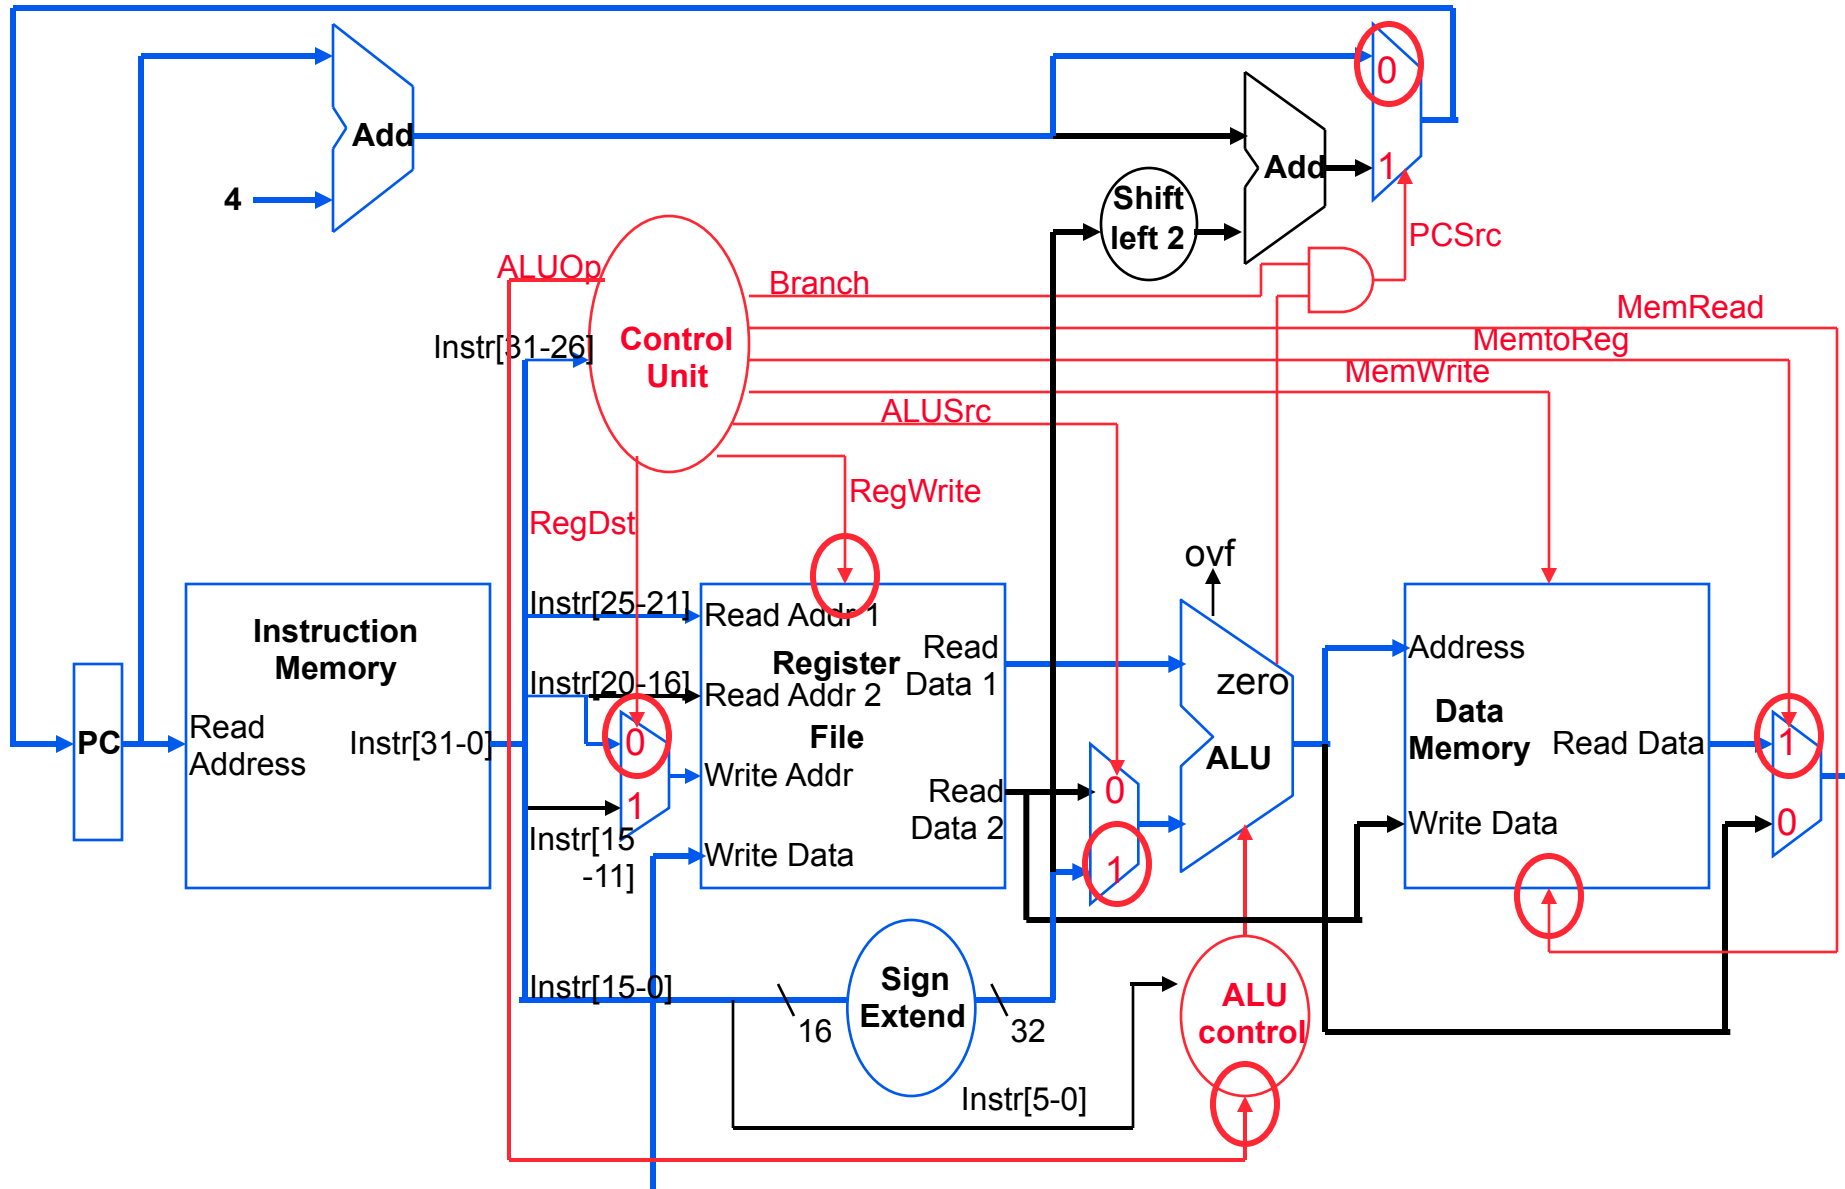 0
Add
Add
1
4
Shift
left 2
PCSrc
ALUOp
Branch
MemRead
Instr[31-26]
Control
Unit
MemtoReg
MemWrite
ALUSrc
RegWrite
RegDst
ovf
Instr[25-21]
Read Addr 1
Instruction
Memory
Register
Read
Data 1
zero
Address
Instr[20-16]
Read Addr 2
Data
Memory
PC
Read
Address
Instr[31-0]
0
File
ALU
Read Data
1
Write Addr
1
Read
Data 2
0
Write Data
0
Instr[15
-11]
Write Data
1
Instr[15-0]
16
Sign
Extend
32
ALU
control
Instr[5-0]